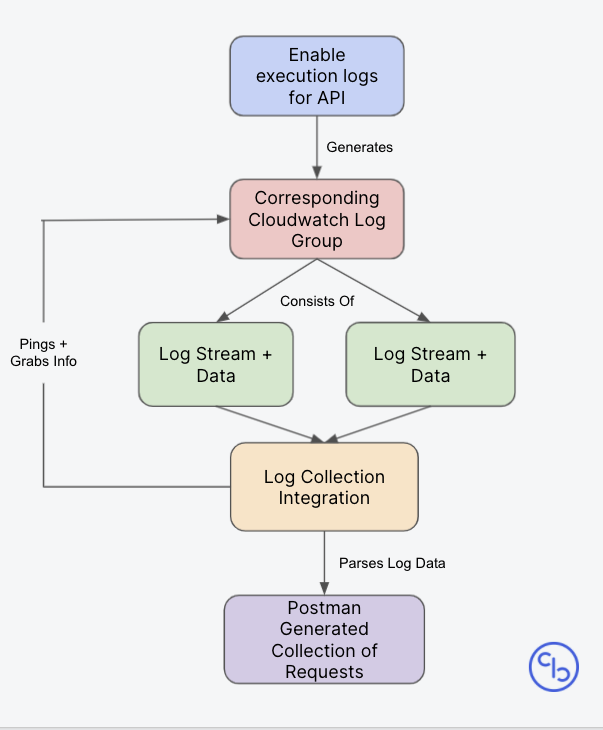 Enable
execution logs
for API
Generates
Corresponding
Cloudwatch Log
Group
Consists Of
Pings +
Grabs Info
Log Stream +
Data
Log Stream +
Data
Log Collection
Integration
Parses Log Data
Postman
Generated
Collection of
Requests